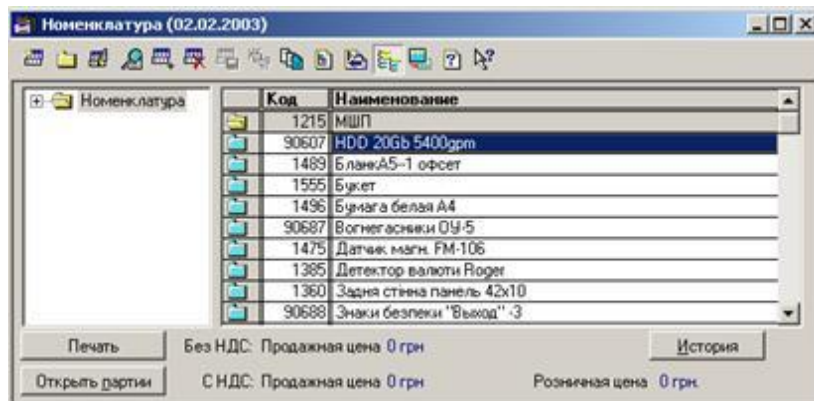 Номенклатура (02.02.2003)
Номенклатура
Код Наименование
1215 МШП
90607 HDD 20Gb 5400gpm
1489 БланкА5--1 офсет
1555 Букет
1496 Бумага белая А4
90687 Вогнегасники ОУ-5
1475 Датчик магн. FM-106
1385 Детектор валюти Roger
1360 Задня стінна панель 42х10
90688 Знаки безпеки "Выход" -3
Печать Без НДС: Продажная цена 0 грн История
Открыть партии С НДС: Продажная цена 0 грн Розничная цена 0 грн.